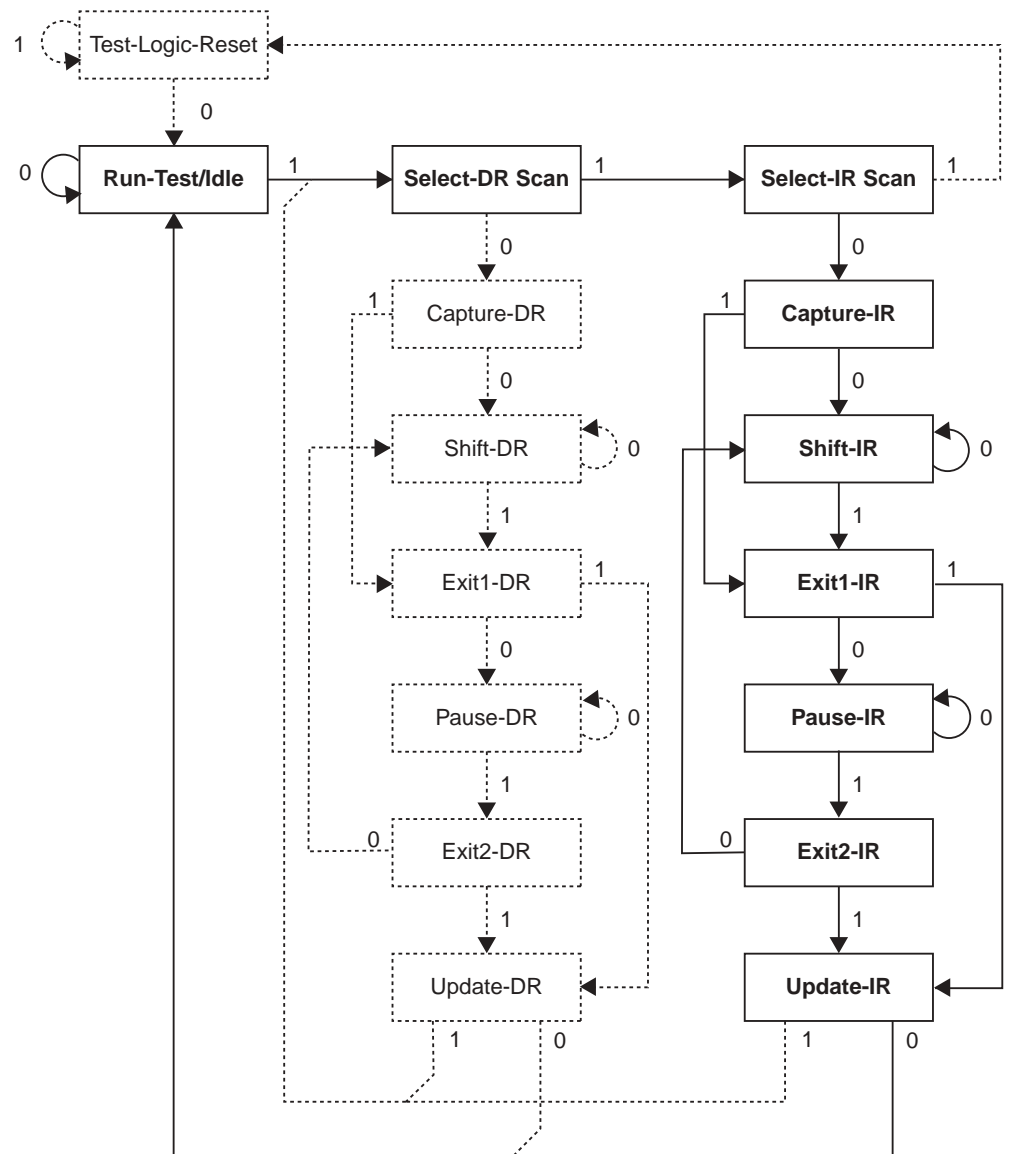 1
Test-Logic-Reset
0
0
Run-Test/Idle
1
Select-DR Scan
1
Select-IR Scan
1
0
0
1
Capture-DR
1
Capture-IR
0
0
Shift-DR
0
Shift-IR
0
1
1
Exit1-DR
1
Exit1-IR
1
0
0
Pause-DR
0
Pause-IR
0
1
1
0
Exit2-DR
0
Exit2-IR
1
1
Update-DR
Update-IR
1
0
1
0